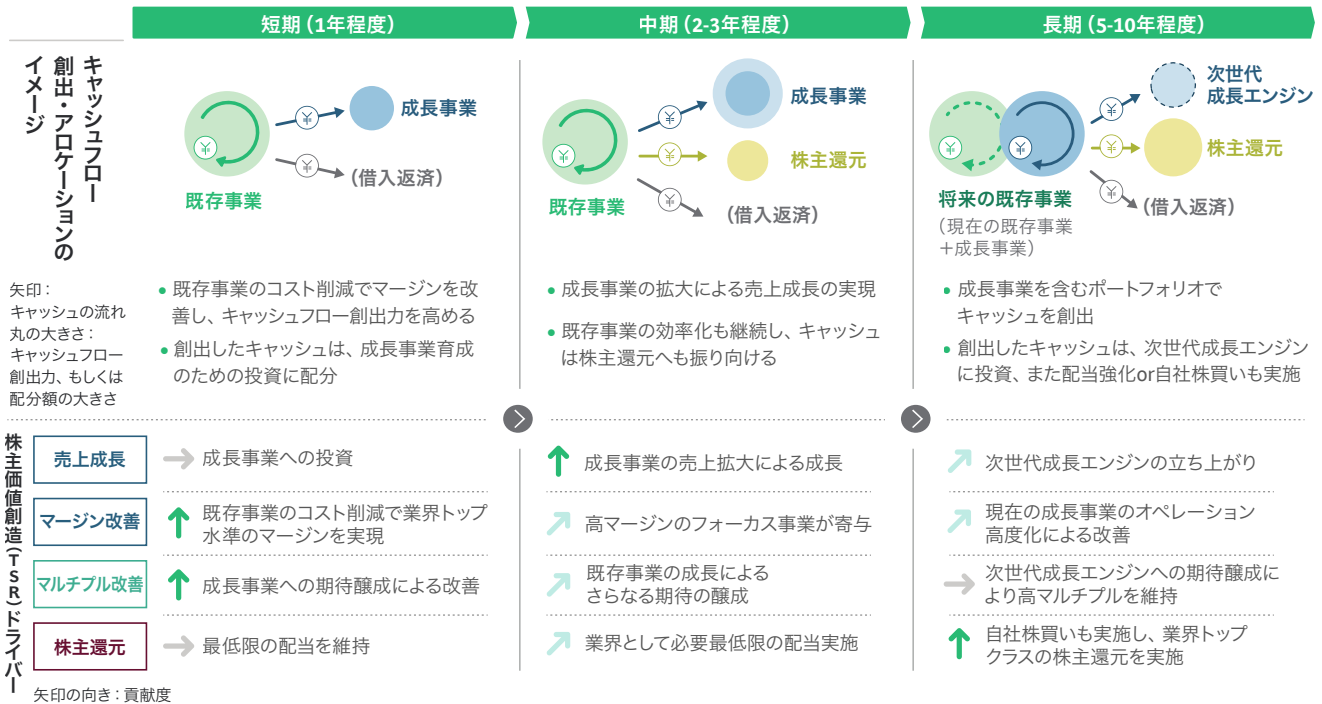 短期（1年程度）
中期（2-3年程度）
長期（5-10年程度）
キャッシュフロー
創出・アロケーションの
イメージ
矢印：
キャッシュの流れ
丸の大きさ：
キャッシュフロー
創出力、もしくは
配分額の大きさ
¥
¥
¥
成長事業
（借入返済）
既存事業
• 既存事業のコスト削減でマージンを改
善し、キャッシュフロー創出力を高める
• 創出したキャッシュは、成長事業育成
のための投資に配分
¥
¥
¥
¥
成長事業
株主還元
（借入返済）
既存事業
• 成長事業の拡大による売上成長の実現
• 既存事業の効率化も継続し、キャッシュ
は株主還元へも振り向ける
¥
¥
¥
¥
¥
次世代
成長エンジン
株主還元
（借入返済）
将来の既存事業
（現在の既存事業
＋成長事業）
• 成長事業を含むポートフォリオで
キャッシュを創出
• 創出したキャッシュは、次世代成長エンジン
に投資、また配当強化or自社株買いも実施
株主価値創造（TSR）ドライバー
売上成長
成長事業への投資
成長事業の売上拡大による成長
次世代成長エンジンの立ち上がり
マージン改善
既存事業のコスト削減で業界トップ
水準のマージンを実現
高マージンのフォーカス事業が寄与
現在の成長事業のオペレーション
高度化による改善
マルチプル改善
成長事業への期待醸成による改善
既存事業の成長による
さらなる期待の醸成
次世代成長エンジンへの期待醸成に
より高マルチプルを維持
株主還元
最低限の配当を維持
業界として必要最低限の配当実施
自社株買いも実施し、業界トップ
クラスの株主還元を実施
矢印の向き：貢献度